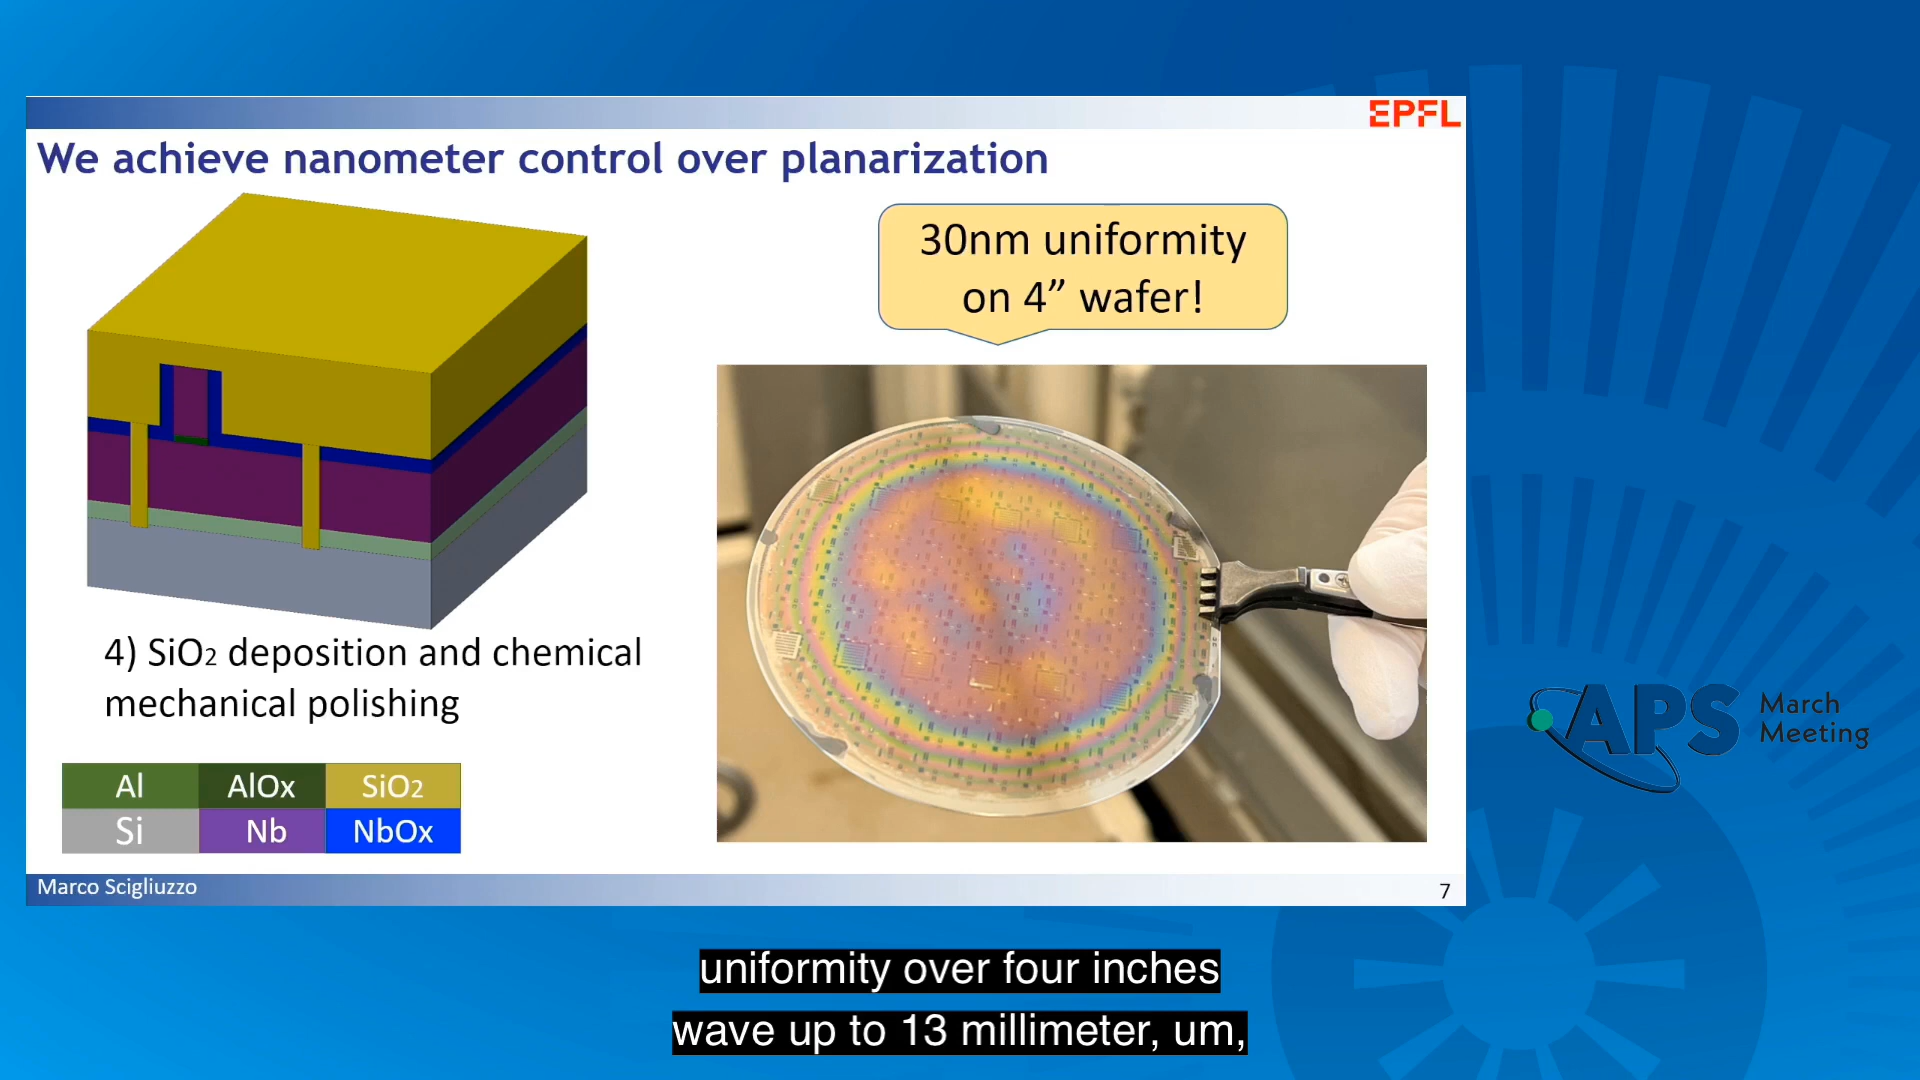 EPFL
We achieve nanometer control over planarization
30nm uniformity
on 4” wafer!
4) SiO2 deposition and chemical
mechanical polishing
Al AlOx SiO2
Si Nb NbOx
Marco Scigliuzzo
7
APS March
Meeting
uniformity over four inches
wave up to 13 millimeter, um,